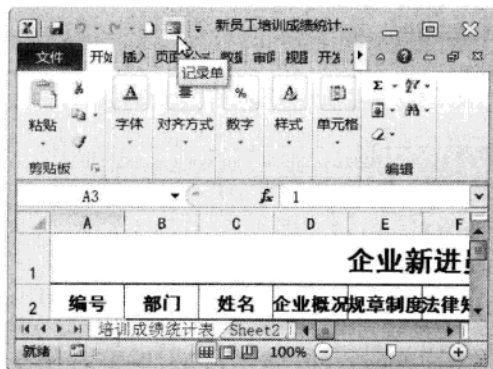 新员工培训成绩统计...
文件 开始 插入 页面 公式 数据 审阅 视图 开发
记录单
粘贴 字体 对齐方式 数字 样式 单元格
剪贴板 编辑
A3 fx 1
A B C D E F
1 企业新进
2 编号 部门 姓名 企业概况 规章制度 法律
培训成绩统计表 Sheet2
就绪 100%